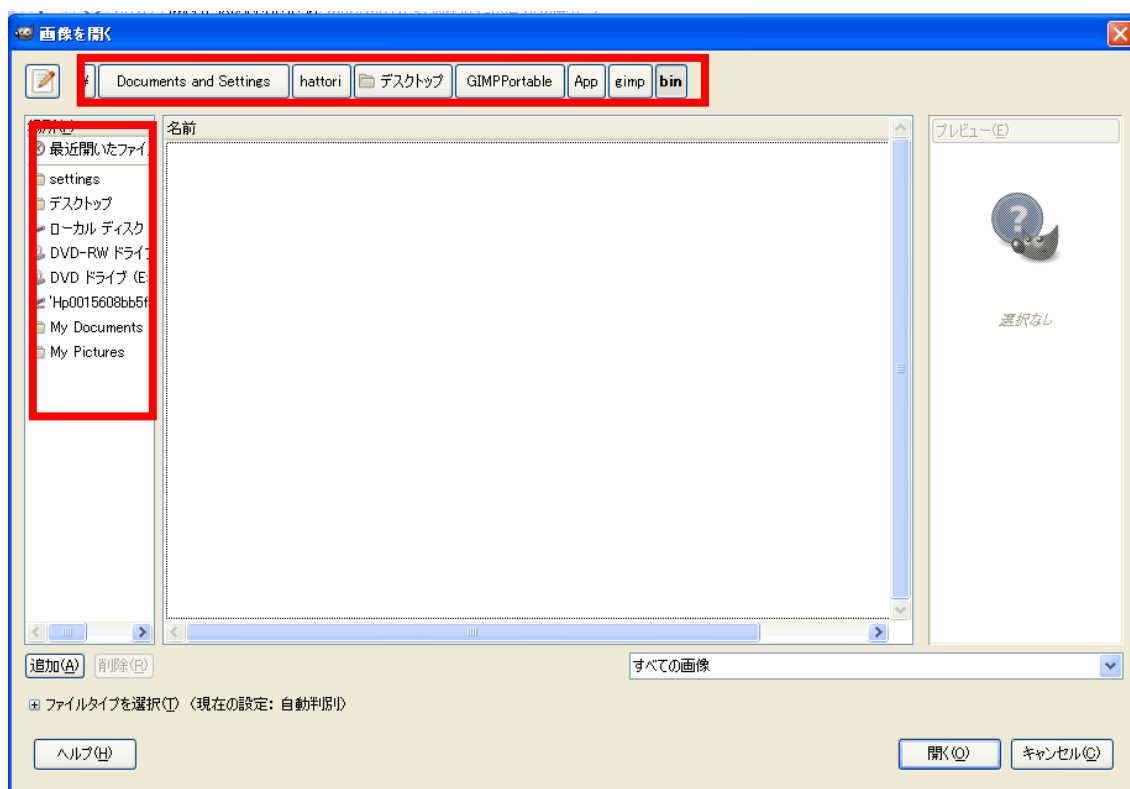 画像を開く
Documents and Settings hattori デスクトップ GIMPPortable App gimp bin
名前
プレビュー(E)
最近開いたファイ
settings
デスクトップ
ローカル ディスク
DVD-RW ドライブ
DVD ドライブ (E:
'Hp0015608bb5f
My Documents
My Pictures
選択なし
追加(A) 削除(R)
すべての画像
ファイルタイプを選択(T) (現在の設定: 自動判別)
ヘルプ(H)
開く(O) キャンセル(C)